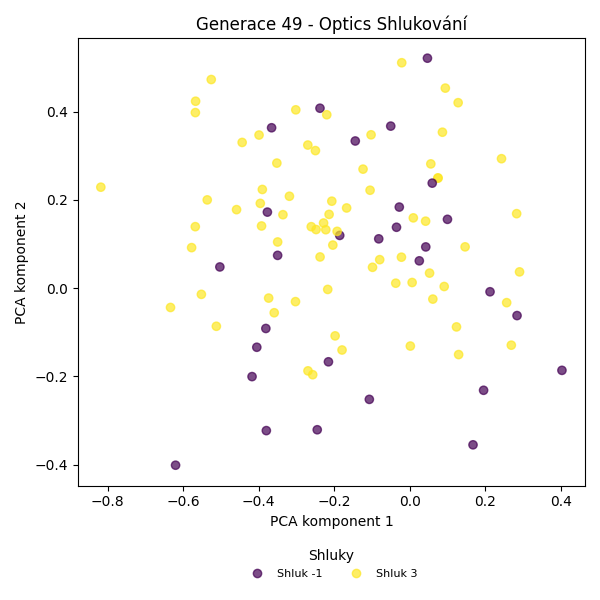 Generace 49 - Optics Shlukování
PCA komponent 2
0.4
0.2
0.0
−0.2
−0.4
−0.8 −0.6 −0.4 −0.2 0.0 0.2 0.4
PCA komponent 1
Shluky
Shluk -1 Shluk 3